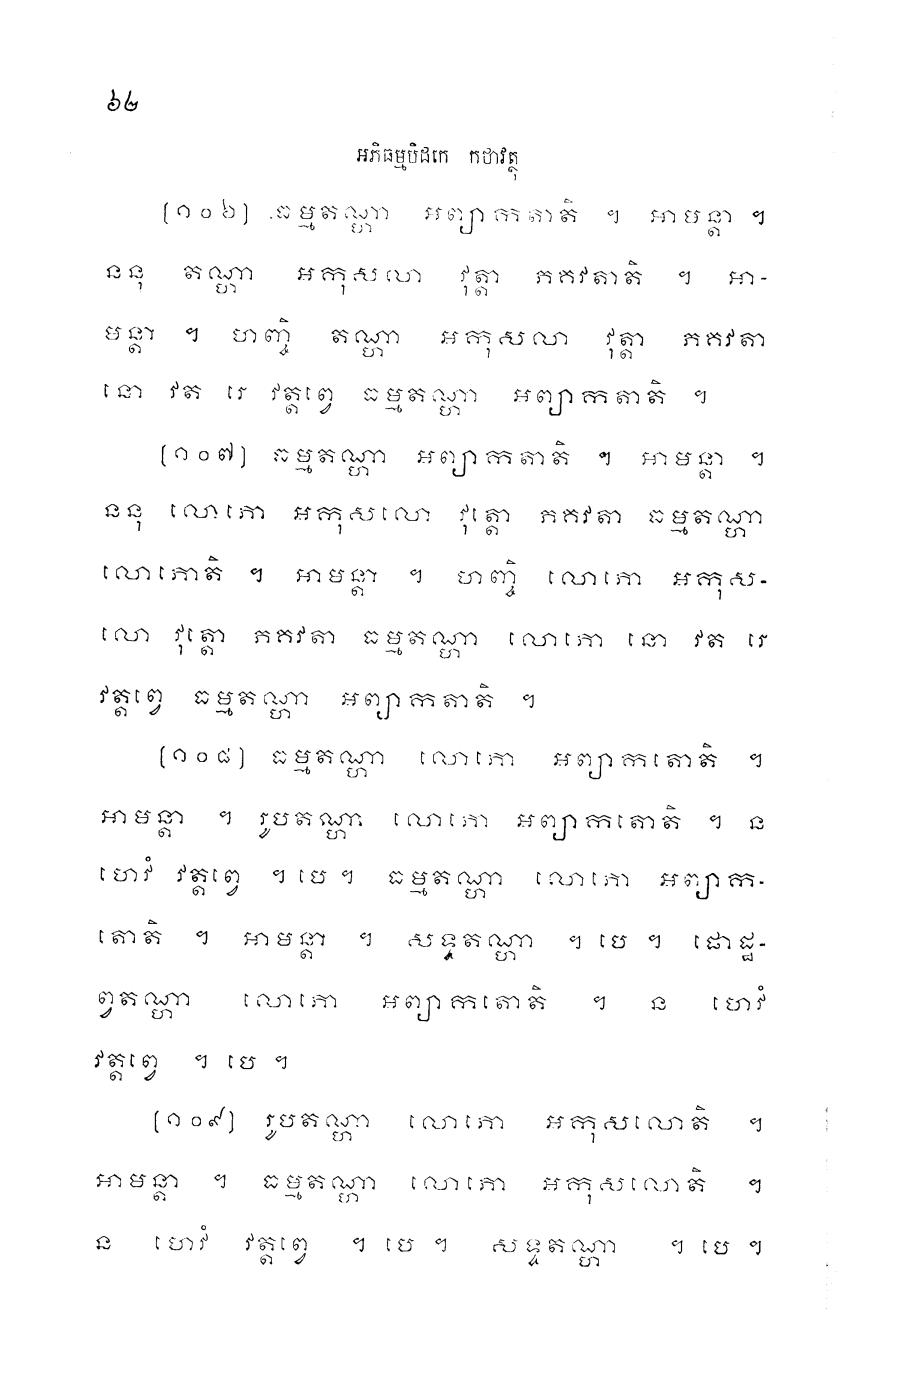 ៦២
អភិធម្មបិដកេ កថាវត្ថុ
[១០៦] ធម្មតណ្ហា អព្យាកតាតិ ។ អាមន្តា ។
ននុ តណ្ហា អកុសលា វុត្តា ភគវតាតិ ។ អា-
មន្តា ។ ហញ្ចិ តណ្ហា អកុសលា វុត្តា ភគវតា
នោ វត រេ វត្តព្វេ ធម្មតណ្ហា អព្យាកតាតិ ។
[១០៧] ធម្មតណ្ហា អព្យាកតាតិ ។ អាមន្តា ។
ននុ លោភោ អកុសលោ វុត្តោ ភគវតា ធម្មតណ្ហា
លោភោតិ ។ អាមន្តា ។ ហញ្ចិ លោភោ អកុស-
លោ វុត្តោ ភគវតា ធម្មតណ្ហា លោភោ នោ វត រេ
វត្តព្វេ ធម្មតណ្ហា អព្យាកតាតិ ។
[១០៨] ធម្មតណ្ហា លោភោ អព្យាកតោតិ ។
អាមន្តា ។ រូបតណ្ហា លោភោ អព្យាកតោតិ ។ ន
ហេវំ វត្តព្វេ ។ បេ ។ ធម្មតណ្ហា លោភោ អព្យាក-
តោតិ ។ អាមន្តា ។ សទ្ទតណ្ហា ។ បេ ។ ផោដ្ឋ-
ព្វតណ្ហា លោភោ អព្យាកតោតិ ។ ន ហេវំ
វត្តព្វេ ។ បេ ។
[១០៩] រូបតណ្ហា លោភោ អកុសលោតិ ។
អាមន្តា ។ ធម្មតណ្ហា លោភោ អកុសលោតិ ។
ន ហេវំ វត្តព្វេ ។ បេ ។ សទ្ទតណ្ហា ។ បេ ។